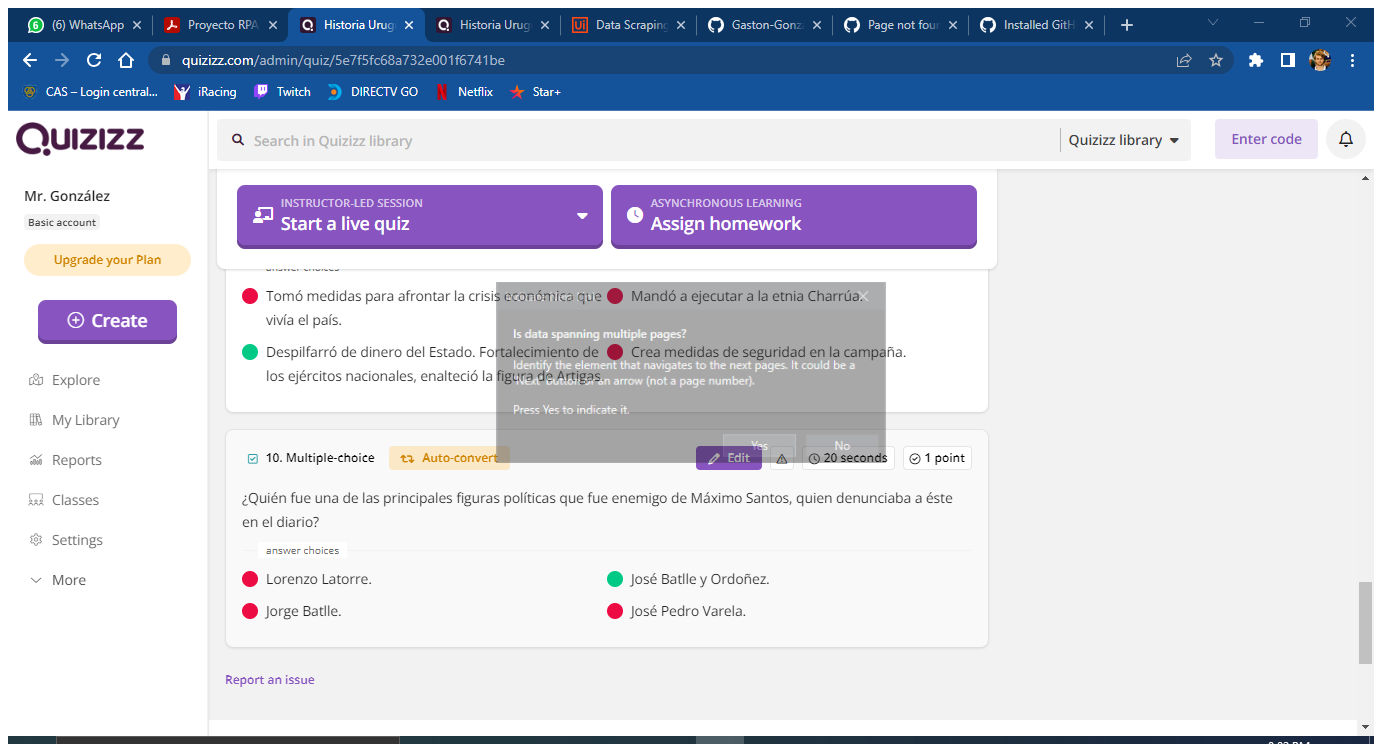 (6) WhatsApp
Proyecto RPA
Historia Urug
Historia Urug
Data Scraping
Gaston-Gonz
Page not foun
Installed GitH
quizizz.com/admin/quiz/5e7f5fc68a732e001f6741be
CAS – Login central...
iRacing
Twitch
DIRECTV GO
Netflix
Star+
QUIZIZZ
Search in Quizizz library
Quizizz library
Enter code
Mr. González
Basic account
Upgrade your Plan
Create
Explore
My Library
Reports
Classes
Settings
More
INSTRUCTOR-LED SESSION
Start a live quiz
ASYNCHRONOUS LEARNING
Assign homework
answer choices
Tomó medidas para afrontar la crisis económica que
vivía el país.
Mandó a ejecutar a la etnia Charrúa.
Despilfarró de dinero del Estado. Fortalecimiento de
los ejércitos nacionales, enalteció la figura de Artigas.
Crea medidas de seguridad en la campaña.
Is data spanning multiple pages?
Identify the element that navigates to the next pages. It could be a
'Next' button or an arrow (not a page number).
Press Yes to indicate it.
Yes
No
10. Multiple-choice
Auto-convert
Edit
20 seconds
1 point
¿Quién fue una de las principales figuras políticas que fue enemigo de Máximo Santos, quien denunciaba a éste
en el diario?
answer choices
Lorenzo Latorre.
José Batlle y Ordoñez.
Jorge Batlle.
José Pedro Varela.
Report an issue